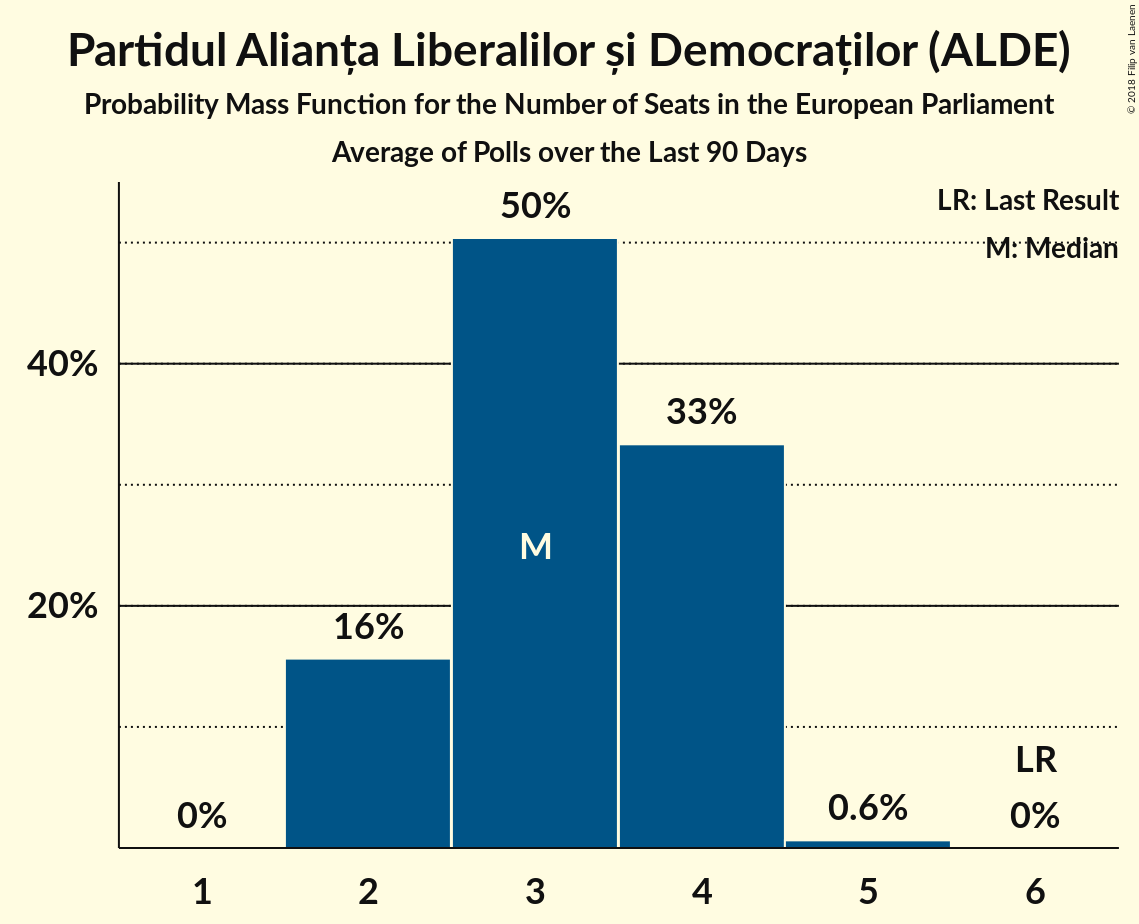 Partidul Alianța Liberalilor și Democraților (ALDE)
Probability Mass Function for the Number of Seats in the European Parliament
Average of Polls over the Last 90 Days
© 2018 Filip van Laenen
LR: Last Result
M: Median
50%
40%
33%
M
20%
16%
LR
0%
0.6%
0%
1 2 3 4 5 6